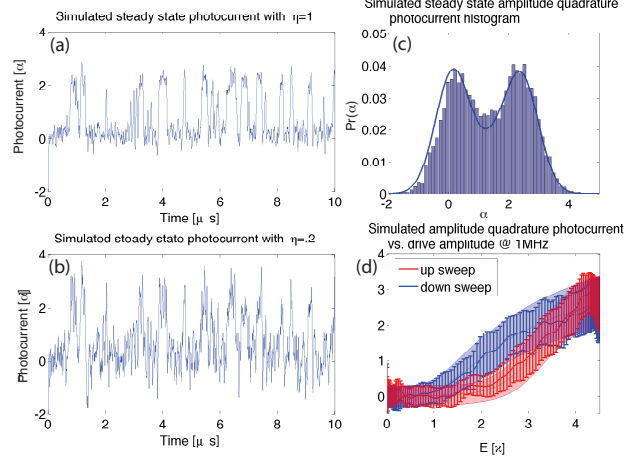 Simulated steady state photocurrent with η=1
(a)
Photocurrent [α]
4
2
0
-2
0 2 4 6 8 10
Time [μ s]
Simulated steady state amplitude quadrature
photocurrent histogram
(c)
Pr(α)
0.05
0.04
0.03
0.02
0.01
0
-2 0 2 4
α
Simulated steady state photocurrent with η=.2
(b)
Photocurrent [α]
4
2
0
-2
0 2 4 6 8 10
Time [μ s]
Simulated amplitude quadrature photocurrent
vs. drive amplitude @ 1MHz
(d)
up sweep
down sweep
4
3
2
1
0
0 1 2 3 4
E [ϰ]